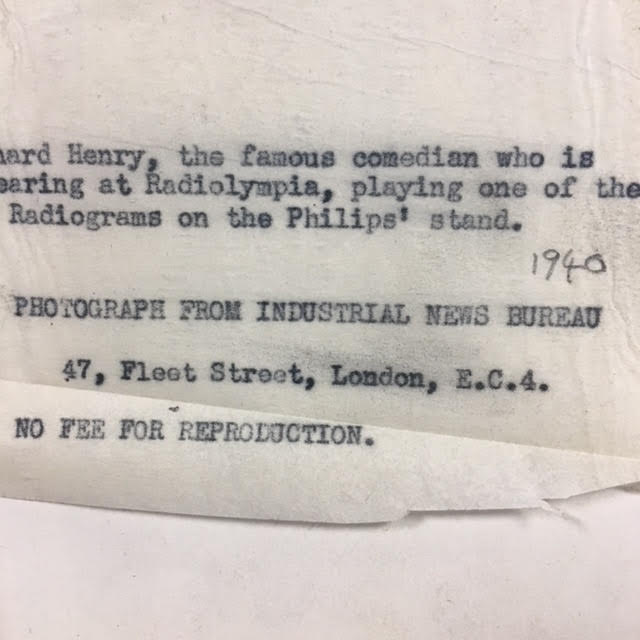 ard Henry, the famous comedian who is
earing at Radiolympia, playing one of the
Radiograms on the Philips' stand.
1940
PHOTOGRAPH FROM INDUSTRIAL NEWS BUREAU
47, Fleet Street, London, E.C.4.
NO FEE FOR REPRODUCTION.